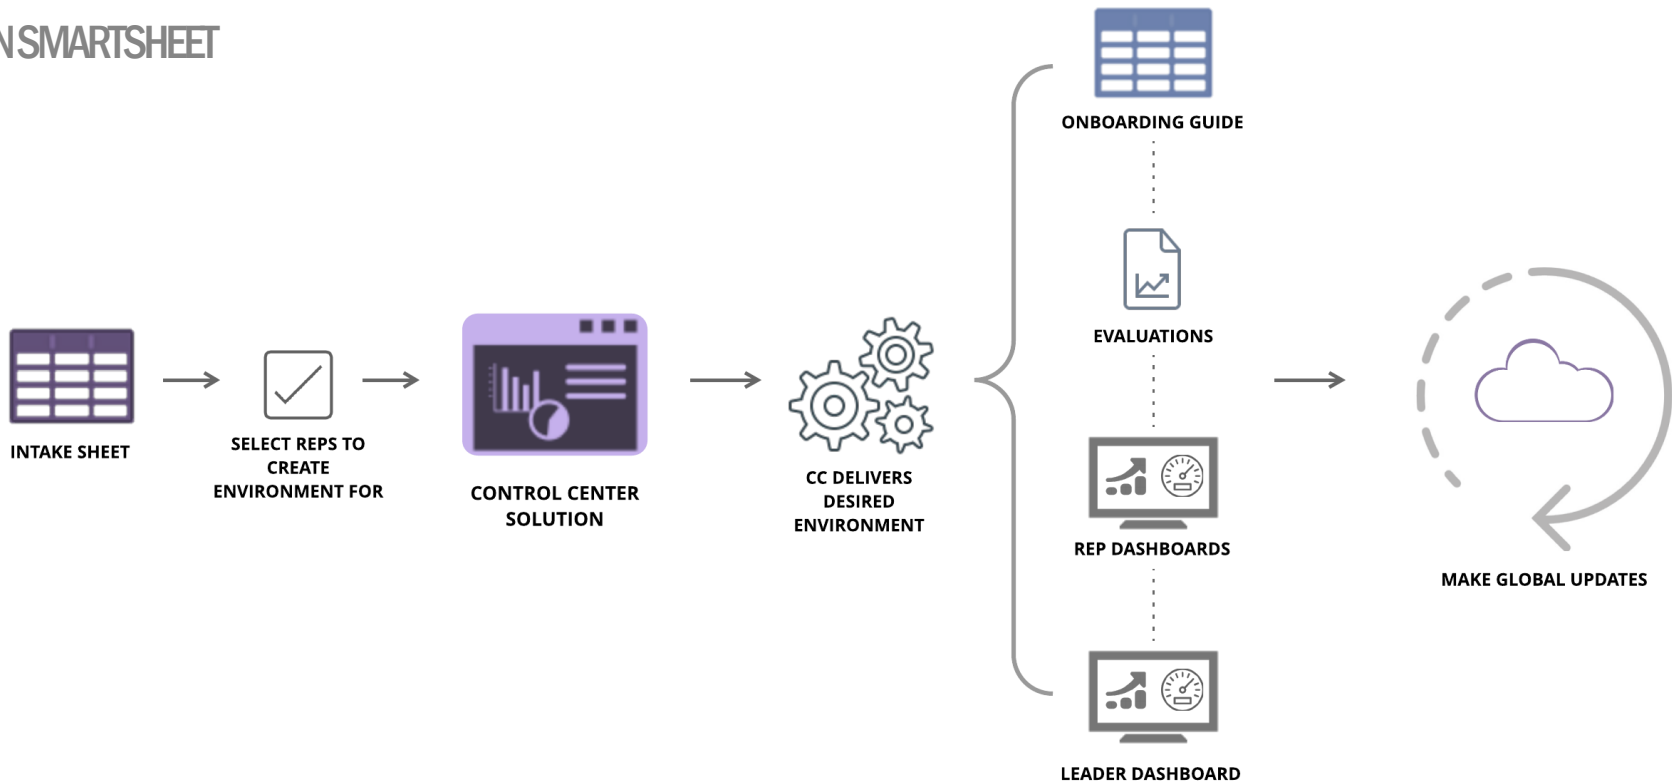 N SMARTSHEET
ONBOARDING GUIDE
EVALUATIONS
INTAKE SHEET
SELECT REPS TO
CREATE
ENVIRONMENT FOR
CONTROL CENTER
SOLUTION
CC DELIVERS
DESIRED
ENVIRONMENT
REP DASHBOARDS
MAKE GLOBAL UPDATES
LEADER DASHBOARD